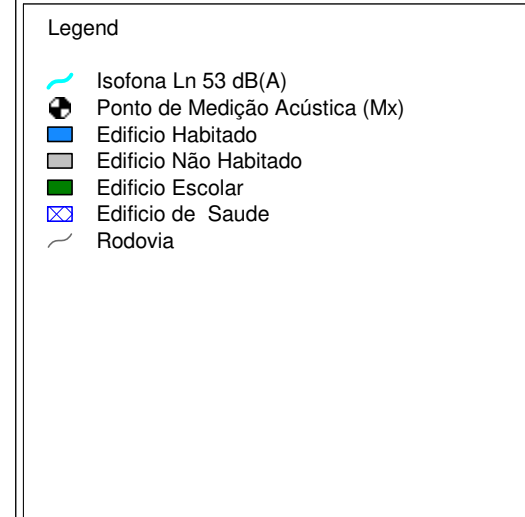 Legend
Isofona Ln 53 dB(A)
Ponto de Medição Acústica (Mx)
Edificio Habitado
Edificio Não Habitado
Edificio Escolar
Edificio de Saude
Rodovia